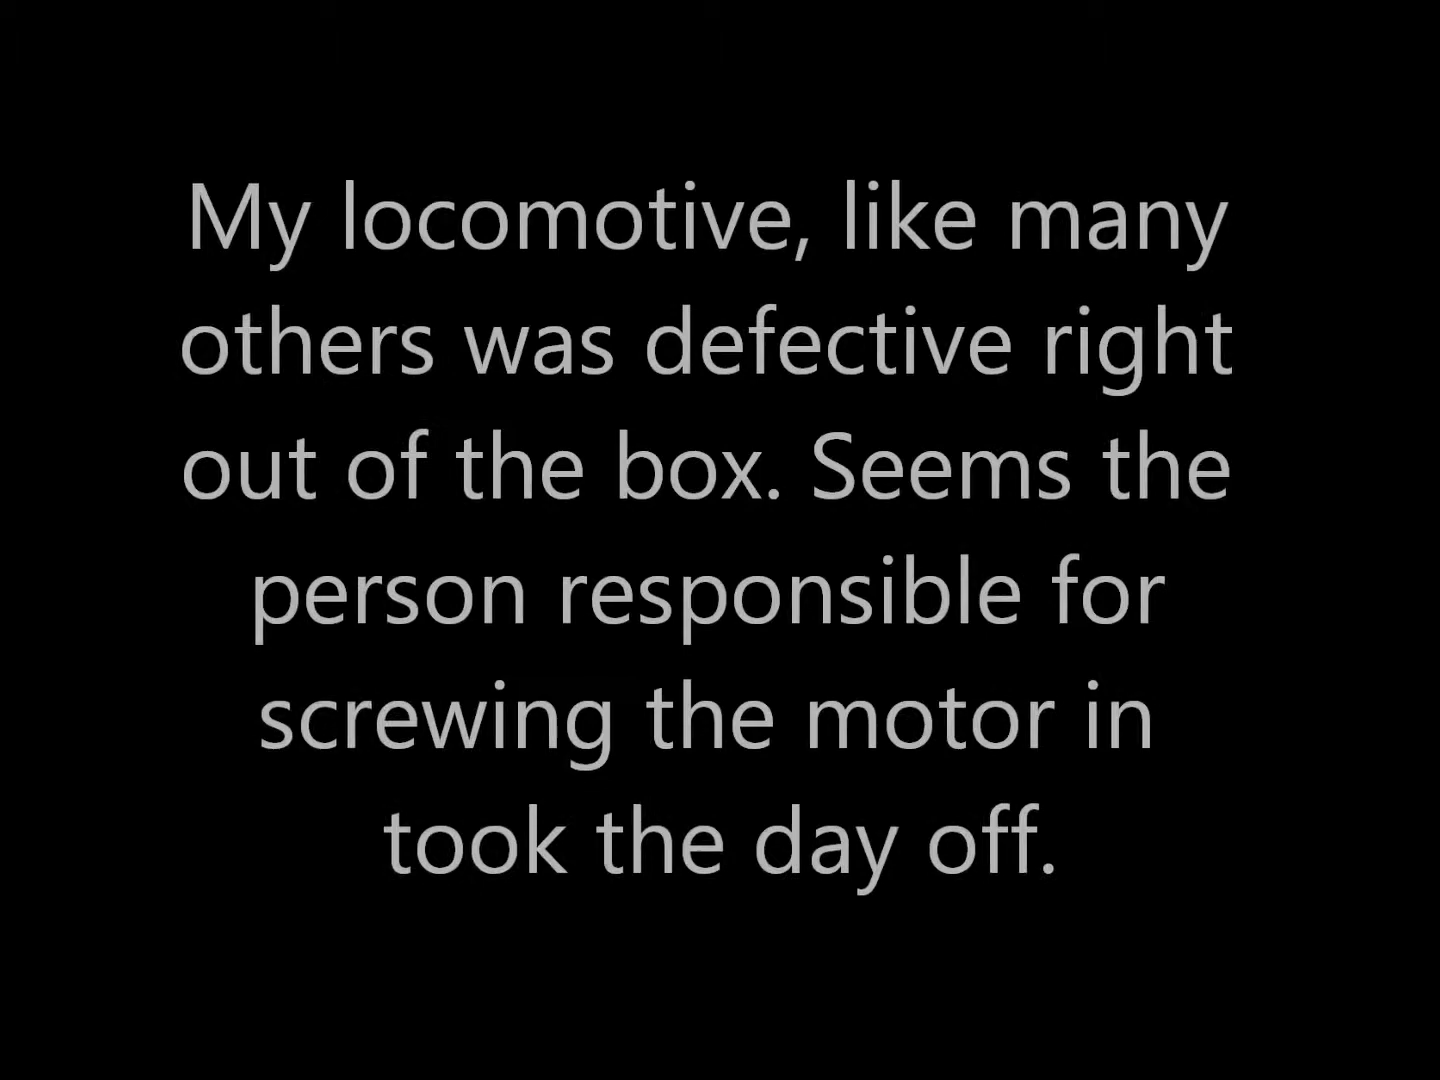 My locomotive, like many
others was defective right
out of the box. Seems the
person responsible for
screwing the motor in
took the day off.